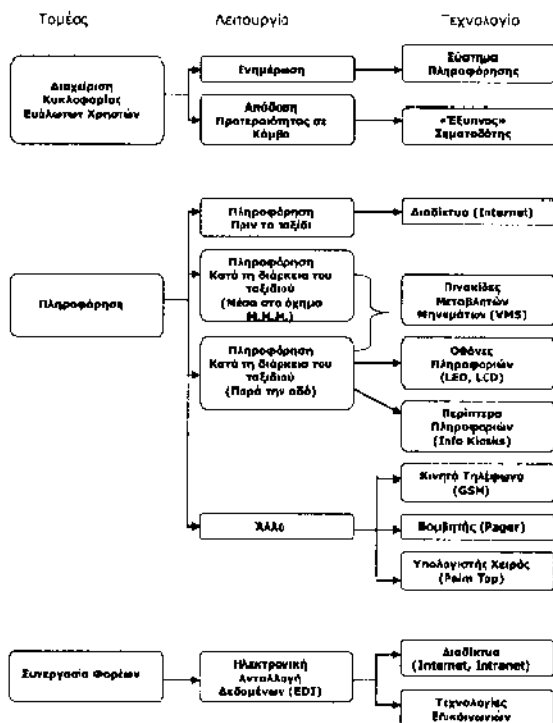 Τομέας
Λειτουργία
Τεχνολογία
Διαχείριση
Κυκλοφορίας
Ευάλωτων Χρηστών
Ενημέρωση
Σύστημα
Πληροφόρησης
Απόδοση
Προτεραιότητας σε
Κόμβο
«Έξυπνος»
Σηματοδότης
Πληροφόρηση
Πληροφόρηση
Πριν το ταξίδι
Διαδίκτυο (Internet)
Πληροφόρηση
Κατά τη διάρκεια του
ταξιδιού
(Μέσα στο όχημα
Μ.Μ.Μ.)
Πινακίδες
Μεταβλητών
Μηνυμάτων (VMS)
Πληροφόρηση
Κατά τη διάρκεια του
ταξιδιού
(Παρά την οδό)
Οθόνες
Πληροφοριών
(LED, LCD)
Περίπτερα
Πληροφοριών
(Info Kiosks)
Άλλο
Κινητά Τηλέφωνα
(GSM)
Βομβητής (Pager)
Υπολογιστής Χειρός
(Palm Top)
Συνεργασία Φορέων
Ηλεκτρονική
Ανταλλαγή
Δεδομένων (EDI)
Διαδίκτυο
(Internet, Intranet)
Τεχνολογίες
Επικοινωνιών